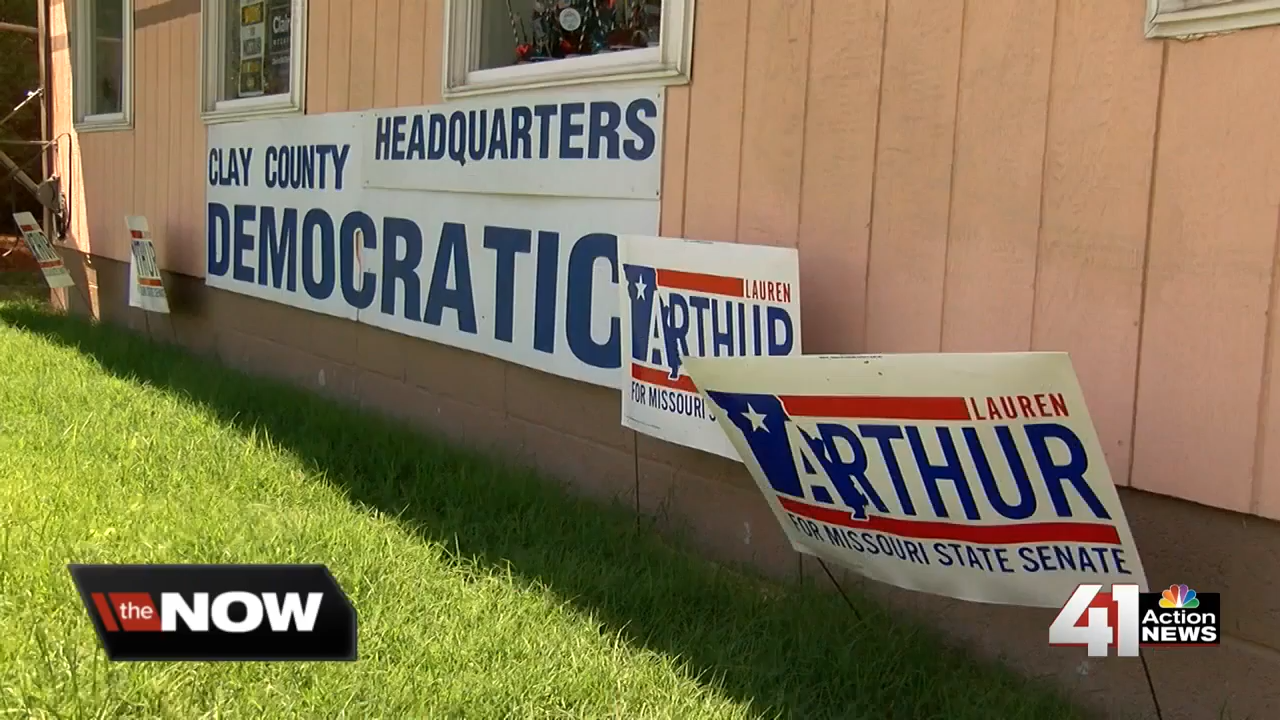 CLAY COUNTY
HEADQUARTERS
DEMOCRATIC
LAUREN
ARTHUR
FOR MISSOURI
LAUREN
ARTHUR
FOR MISSOURI STATE SENATE
the NOW
41 Action
NEWS